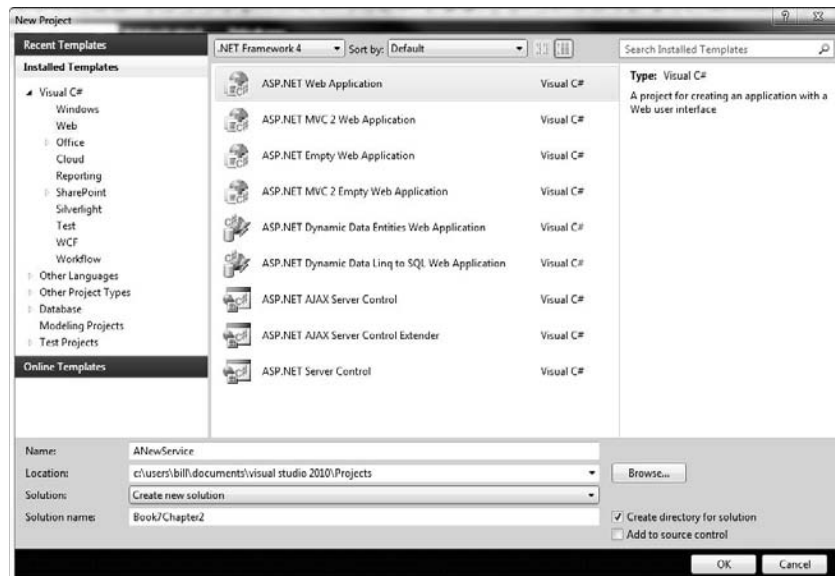 New Project
Recent Templates
Installed Templates
Visual C#
Windows
Web
Office
Cloud
Reporting
SharePoint
Silverlight
Test
WCF
Workflow
Other Languages
Other Project Types
Database
Modeling Projects
Test Projects
Online Templates
.NET Framework 4
Sort by: Default
ASP.NET Web Application Visual C#
ASP.NET MVC 2 Web Application Visual C#
ASP.NET Empty Web Application Visual C#
ASP.NET MVC 2 Empty Web Application Visual C#
ASP.NET Dynamic Data Entities Web Application Visual C#
ASP.NET Dynamic Data Linq to SQL Web Application Visual C#
ASP.NET AJAX Server Control Visual C#
ASP.NET AJAX Server Control Extender Visual C#
ASP.NET Server Control Visual C#
Search Installed Templates
Type: Visual C#
A project for creating an application with a
Web user interface
Name: ANewService
Location: c:\users\bill\documents\visual studio 2010\Projects
Browse...
Solution: Create new solution
Solution name: Book7Chapter2
Create directory for solution
Add to source control
OK Cancel